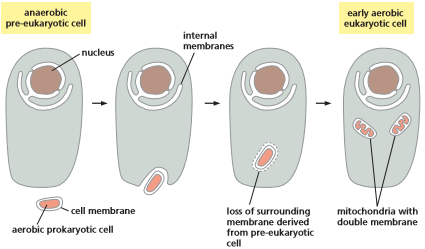 anaerobic
pre-eukaryotic cell
early aerobic
eukaryotic cell
nucleus
internal
membranes
cell membrane
aerobic prokaryotic cell
loss of surrounding
membrane derived
from pre-eukaryotic
cell
mitochondria with
double membrane